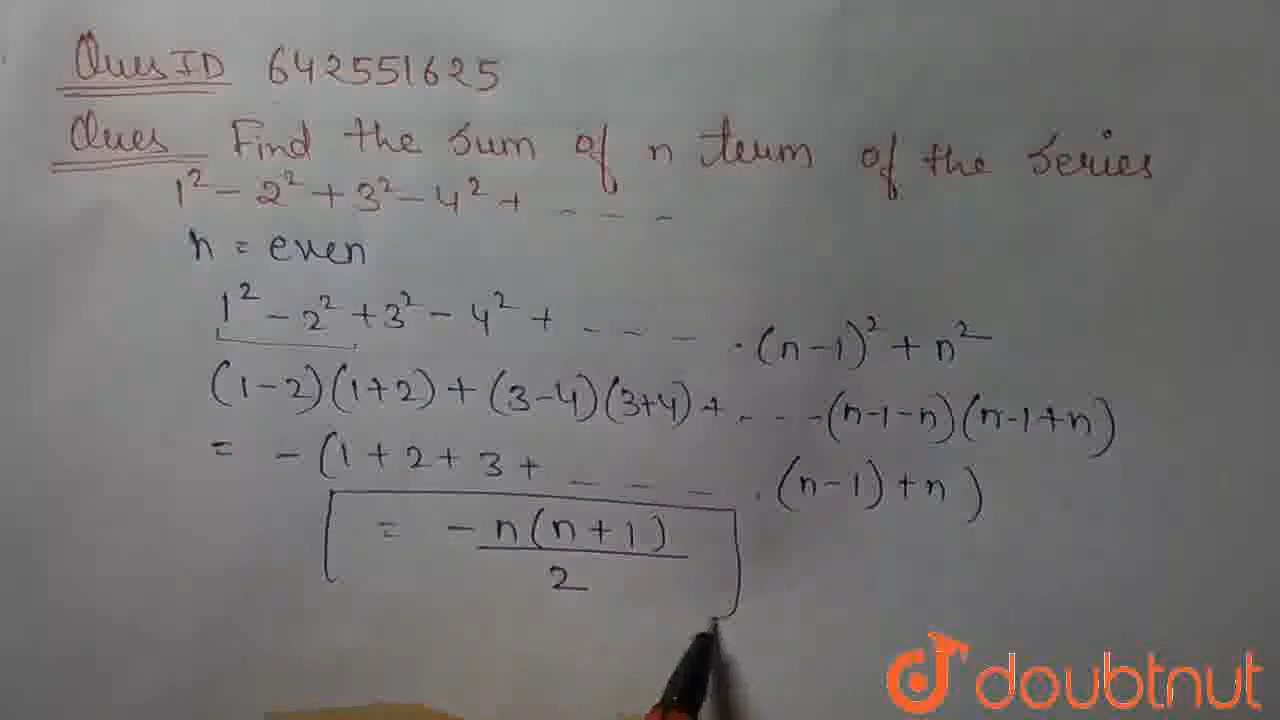 Ques ID 642551625
Ques Find the sum of n term of the series
1² - 2² + 3² - 4² + - - - -
n = even
1² - 2² + 3² - 4² + - - - - . (n-1)² + n²
(1-2)(1+2) + (3-4)(3+4) + - - - - (n-1-n)(n-1+n)
= - (1 + 2 + 3 + - - - . (n-1) + n)
= - n(n+1) / 2
doubtnut